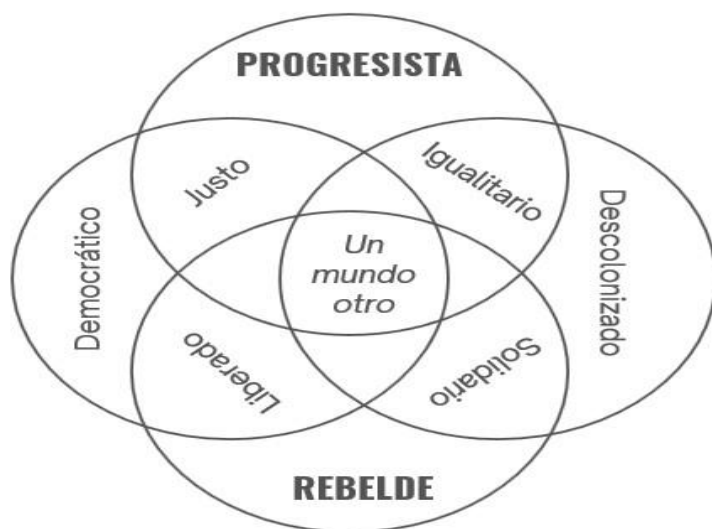 PROGRESISTA
Justo
Igualitario
Democrático
Un
mundo
otro
Descolonizado
Liberado
Solidario
REBELDE